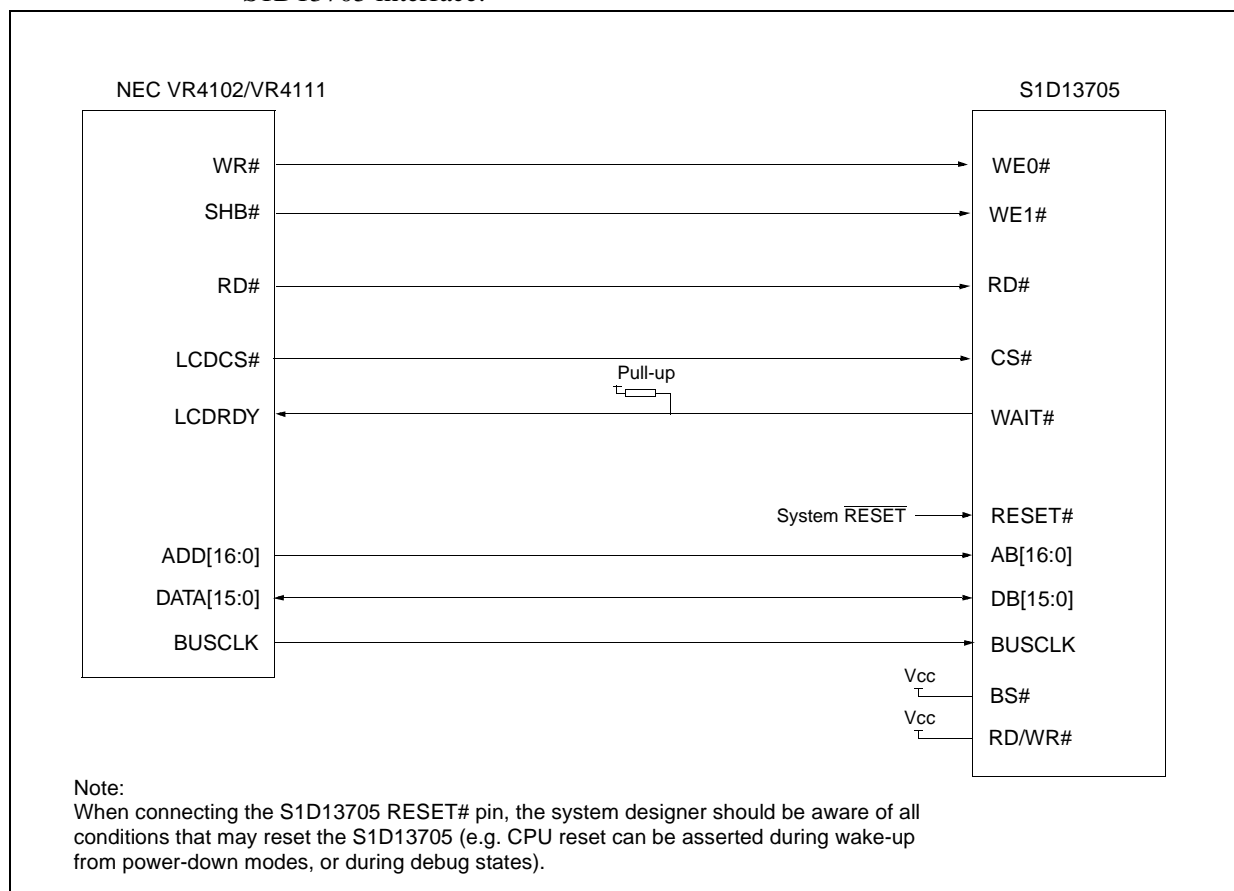 S1D13705 interface.
NEC VR4102/VR4111
S1D13705
WR#
WE0#
SHB#
WE1#
RD#
RD#
LCDCS#
CS#
Pull-up
LCDRDY
WAIT#
System RESET
RESET#
ADD[16:0]
AB[16:0]
DATA[15:0]
DB[15:0]
BUSCLK
BUSCLK
Vcc
BS#
Vcc
RD/WR#
Note:
When connecting the S1D13705 RESET# pin, the system designer should be aware of all
conditions that may reset the S1D13705 (e.g. CPU reset can be asserted during wake-up
from power-down modes, or during debug states).